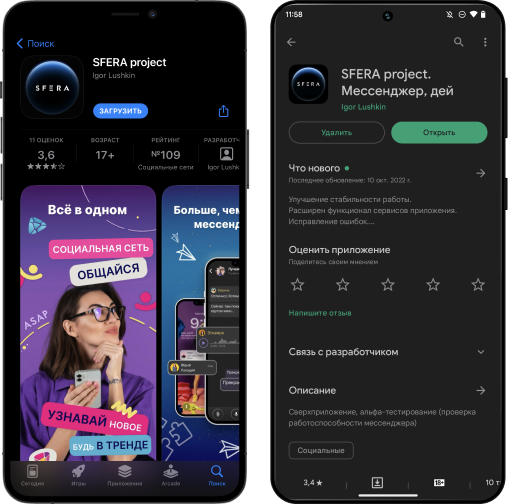 Поиск
SFERA
SFERA project
Igor Lushkin
ЗАГРУЗИТЬ
11 ОЦЕНОК
3,6
ВОЗРАСТ
17+
РЕЙТИНГ
№109
Социальные сети
РАЗРАБОТЧ
Igor Lushk
Всё в одном
СОЦИАЛЬНАЯ СЕТЬ
ОБЩАЙСЯ
ASAP
УЗНАВАЙ НОВОЕ
БУДЬ В ТРЕНДЕ
Больше, чем
мессенд
Сегодня
Игры
Приложения
Arcade
Поиск
11:58
SFERA
SFERA project.
Мессенджер, дей
Igor Lushkin
Удалить
Открыть
Что нового
Последнее обновление: 10 окт. 2022 г.
Улучшение стабильности работы.
Расширен функционал сервисов приложения.
Исправление ошибок....
Оценить приложение
Поделитесь своим мнением
Напишите отзыв
Связь с разработчиком
Описание
Сверхприложение, альфа-тестирование (проверка
работоспособности мессенджера)
Социальные
3,4★
18+
10 т